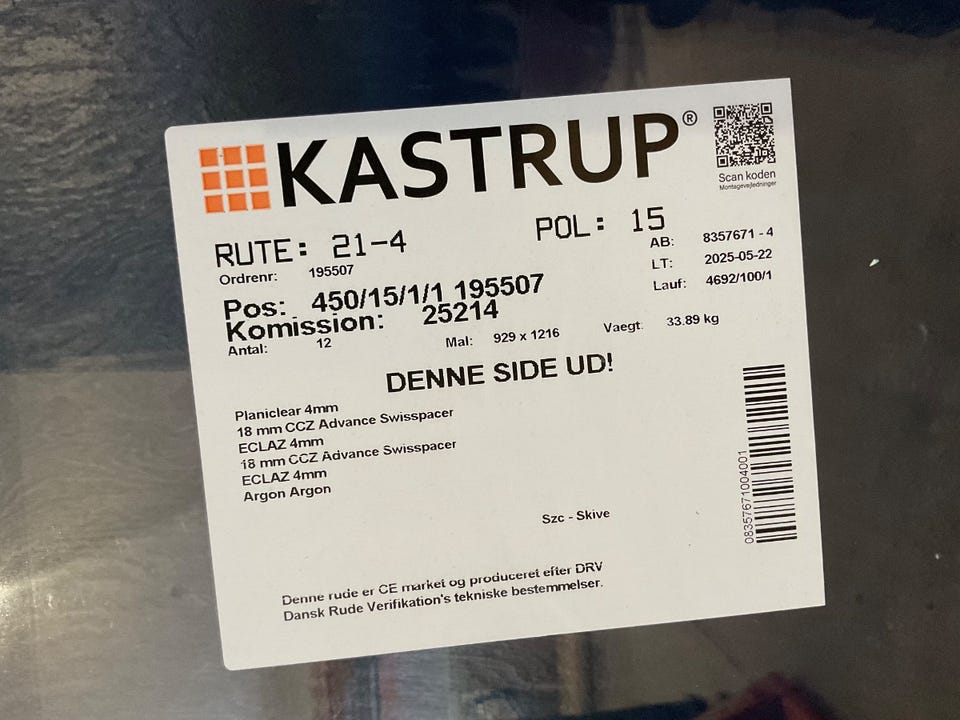 KASTRUP®
Scan koden
Montagevejledninger
RUTE: 21-4
POL: 15
Ordrenr: 195507
AB: 8357671 - 4
LT: 2025-05-22
Lauf: 4692/100/1
Pos: 450/15/1/1 195507
Komission: 25214
Antal: 12
Mal: 929 x 1216
Vaegt: 33.89 kg
DENNE SIDE UD!
Planiclear 4mm
18 mm CCZ Advance Swisspacer
ECLAZ 4mm
18 mm CCZ Advance Swisspacer
ECLAZ 4mm
Argon Argon
08357671004001
Szc - Skive
Denne rude er CE market og produceret efter DRV
Dansk Rude Verifikation's tekniske bestemmelser.